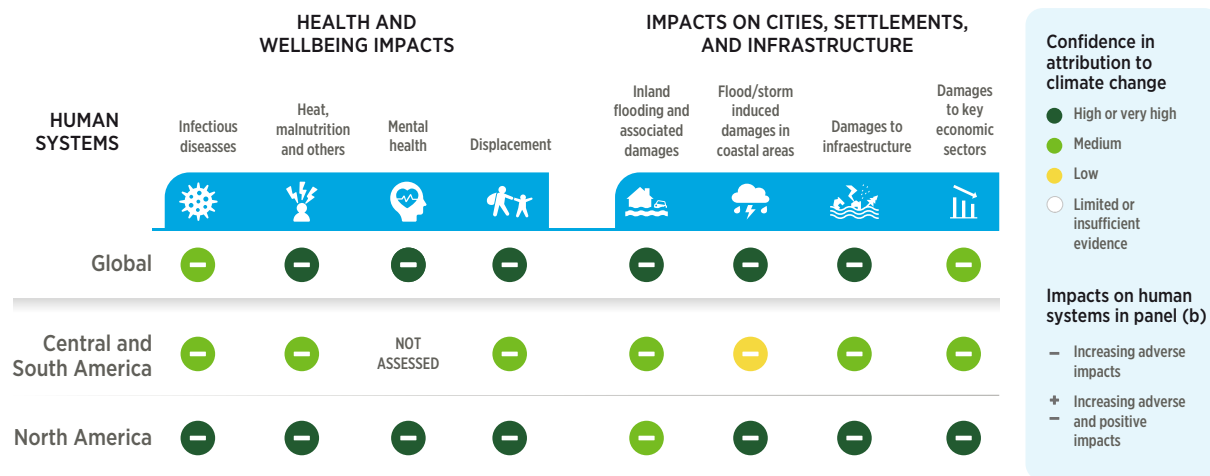 HEALTH AND
WELLBEING IMPACTS
IMPACTS ON CITIES, SETTLEMENTS,
AND INFRASTRUCTURE
HUMAN
SYSTEMS
Infectious
diseasses
Heat,
malnutrition
and others
Mental
health
Displacement
Inland
flooding and
associated
damages
Flood/storm
induced
damages in
coastal areas
Damages to
infraestructure
Damages
to key
economic
sectors
Global
Central and
South America
NOT
ASSESSED
North America
Confidence in
attribution to
climate change
High or very high
Medium
Low
Limited or
insufficient
evidence
Impacts on human
systems in panel (b)
− Increasing adverse
impacts
+ Increasing adverse
− and positive
impacts